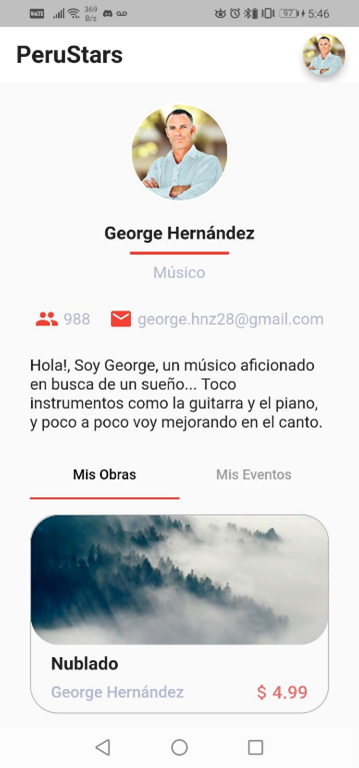 VoLTE 369 B/s 97 5:46
PeruStars
George Hernández
Músico
988 george.hnz28@gmail.com
Hola!, Soy George, un músico aficionado
en busca de un sueño... Toco
instrumentos como la guitarra y el piano,
y poco a poco voy mejorando en el canto.
Mis Obras Mis Eventos
Nublado
George Hernández $ 4.99